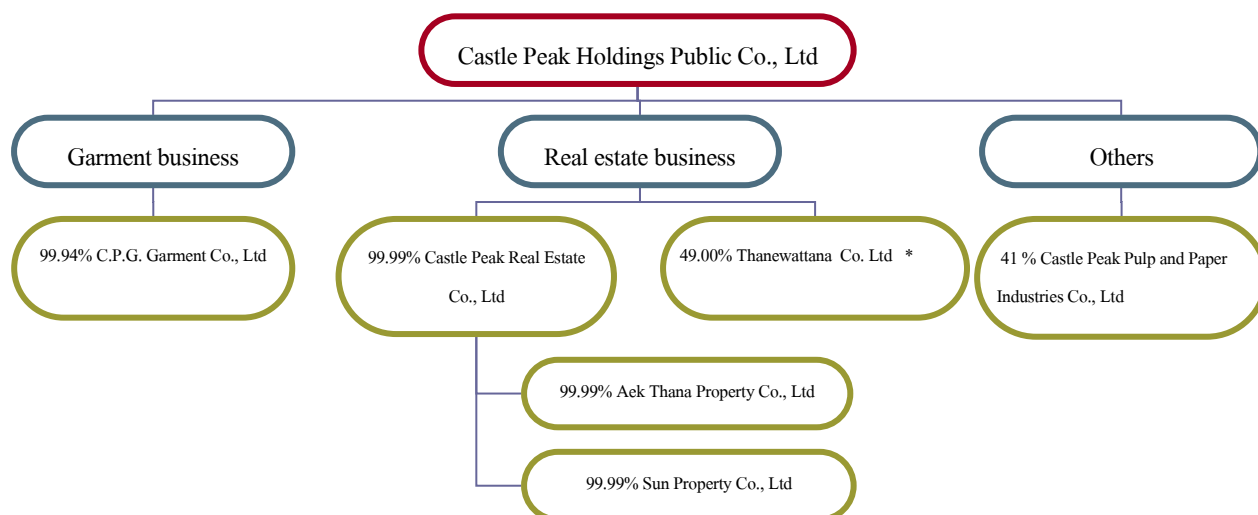 Castle Peak Holdings Public Co., Ltd
Garment business
Real estate business
Others
99.94% C.P.G. Garment Co., Ltd
99.99% Castle Peak Real Estate
Co., Ltd
49.00% Thanewattana Co. Ltd *
41 % Castle Peak Pulp and Paper
Industries Co., Ltd
99.99% Aek Thana Property Co., Ltd
99.99% Sun Property Co., Ltd